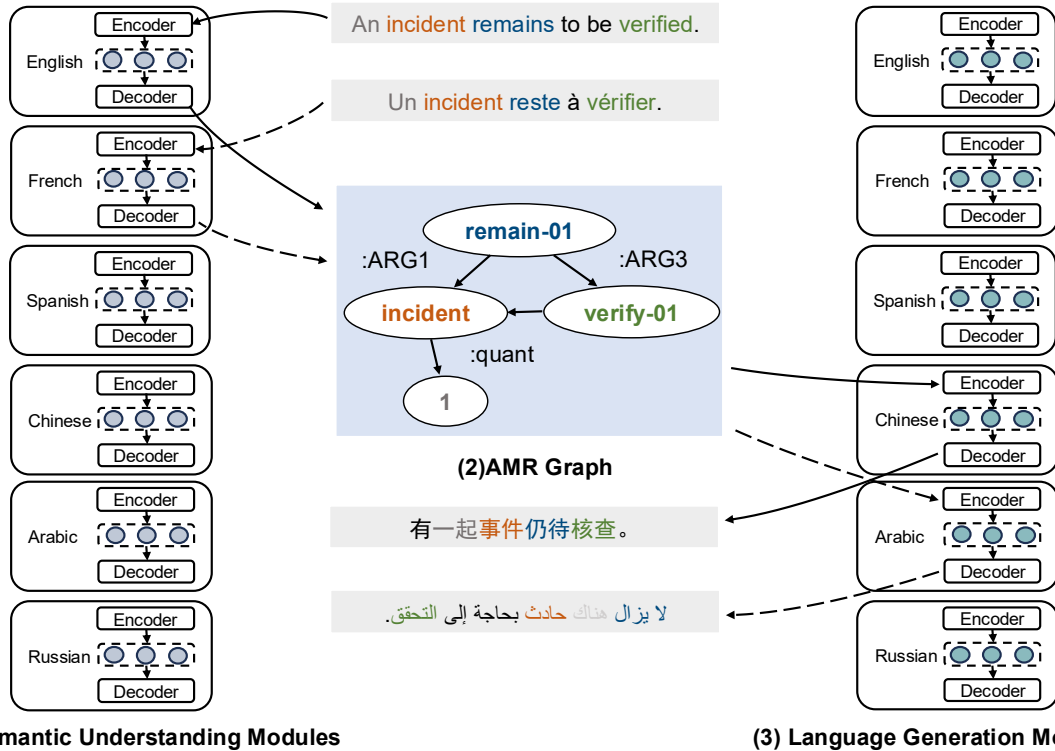 Encoder
English
Decoder
Encoder
French
Decoder
Encoder
Spanish
Decoder
Encoder
Chinese
Decoder
Encoder
Arabic
Decoder
Encoder
Russian
Decoder
Understanding Modules
An incident remains to be verified.
Un incident reste à vérifier.
remain-01
:ARG1
:ARG3
incident
verify-01
:quant
1
(2)AMR Graph
有一起事件仍待核查。
لا يزال هناك حادث بحاجة إلى التحقق.
Encoder
English
Decoder
Encoder
French
Decoder
Encoder
Spanish
Decoder
Encoder
Chinese
Decoder
Encoder
Arabic
Decoder
Encoder
Russian
Decoder
(3) Language Generation